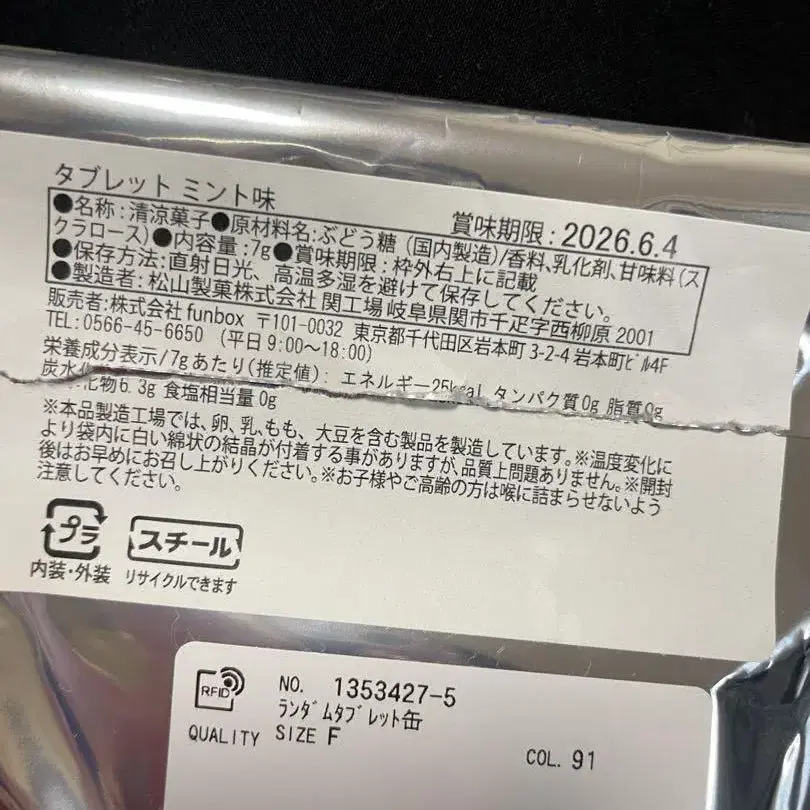 タブレット ミント味
賞味期限：2026.6.4
●名称：清涼菓子●原材料名：ぶどう糖（国内製造）/香料、乳化剤、甘味料（ス
クラロース）●内容量：7g●賞味期限：枠外右上に記載
●保存方法：直射日光、高温多湿を避けて保存してください。
●製造者：松山製菓株式会社 関工場 岐阜県関市千疋字西柳原 2001
販売者：株式会社 funbox 〒101-0032 東京都千代田区岩本町 3-2-4 岩本町ﾋﾞﾙ4F
TEL：0566-45-6650 （平日 9:00～18:00）
栄養成分表示/7gあたり(推定値)： エネルギー25kcal タンパク質0g 脂質0g
炭水化物6.3g 食塩相当量0g
※本品製造工場では、卵、乳、もも、大豆を含む製品を製造しています。※温度変化に
より袋内に白い綿状の結晶が付着する事がありますが、品質上問題ありません。※開封
後はお早めにお召し上がりください。※お子様やご高齢の方は喉に詰まらせないよう
注意してください。
プラ
内装・外装
スチール
リサイクルできます
RFID
NO. 1353427-5
ﾗﾝﾀﾞﾑﾀﾌﾞﾚｯﾄ缶
QUALITY SIZE F
COL. 91